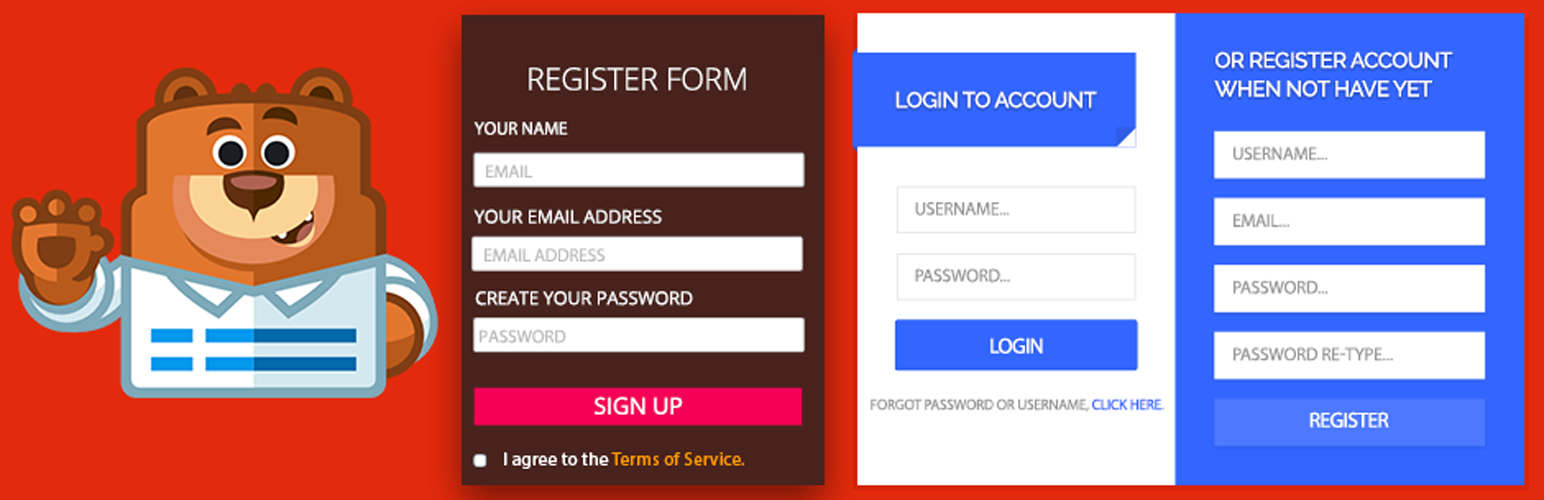 REGISTER FORM
YOUR NAME
EMAIL
YOUR EMAIL ADDRESS
EMAIL ADDRESS
CREATE YOUR PASSWORD
PASSWORD
SIGN UP
I agree to the Terms of Service.
LOGIN TO ACCOUNT
USERNAME...
PASSWORD...
LOGIN
FORGOT PASSWORD OR USERNAME, CLICK HERE.
OR REGISTER ACCOUNT
WHEN NOT HAVE YET
USERNAME...
EMAIL...
PASSWORD...
PASSWORD RE-TYPE...
REGISTER